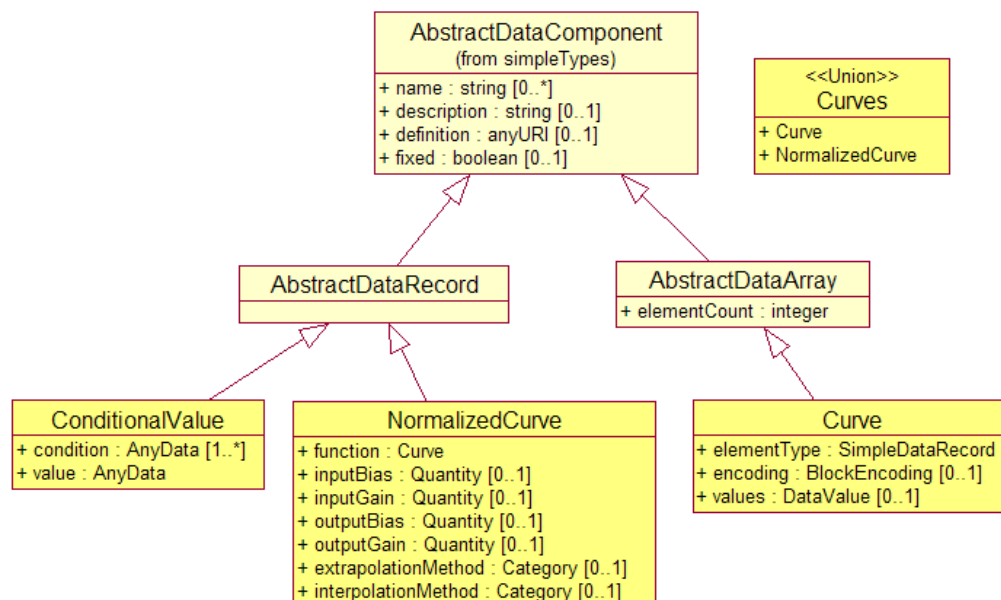 AbstractDataComponent
(from simpleTypes)
+ name : string [0..*]
+ description : string [0..1]
+ definition : anyURI [0..1]
+ fixed : boolean [0..1]
<<Union>>
Curves
+ Curve
+ NormalizedCurve
AbstractDataRecord
AbstractDataArray
+ elementCount : integer
ConditionalValue
+ condition : AnyData [1..*]
+ value : AnyData
NormalizedCurve
+ function : Curve
+ inputBias : Quantity [0..1]
+ inputGain : Quantity [0..1]
+ outputBias : Quantity [0..1]
+ outputGain : Quantity [0..1]
+ extrapolationMethod : Category [0..1]
+ interpolationMethod : Category [0..1]
Curve
+ elementType : SimpleDataRecord
+ encoding : BlockEncoding [0..1]
+ values : DataValue [0..1]